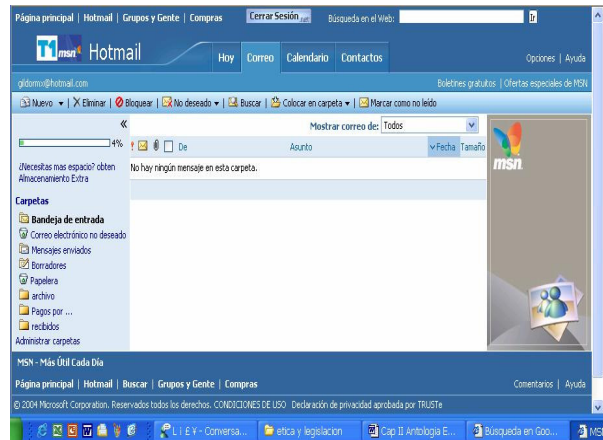 Página principal | Hotmail | Grupos y Gente | Compras Cerrar Sesión .net Búsqueda en el Web: Ir
T1 msn Hotmail
Hoy Correo Calendario Contactos Opciones | Ayuda
Boletines gratuitos | Ofertas especiales de MSN
Nuevo | Eliminar | Bloquear | No deseado | Buscar | Colocar en carpeta | Marcar como no leído
Mostrar correo de: Todos
4%
! De Asunto Fecha Tamaño
No hay ningún mensaje en esta carpeta.
msn
¿Necesitas mas espacio? obten
Almacenamiento Extra
Carpetas
Bandeja de entrada
Correo electrónico no deseado
Mensajes enviados
Borradores
Papelera
archivo
Pagos por ...
recibidos
Administrar carpetas
MSN - Más Útil Cada Día
Página principal | Hotmail | Buscar | Grupos y Gente | Compras Comentarios | Ayuda
© 2004 Microsoft Corporation. Reservados todos los derechos. CONDICIONES DE USO Declaración de privacidad aprobada por TRUSTe
L i £ ¥ - Conversa... etica y legislacion Cap II Antologia E... Búsqueda en Goo... MS